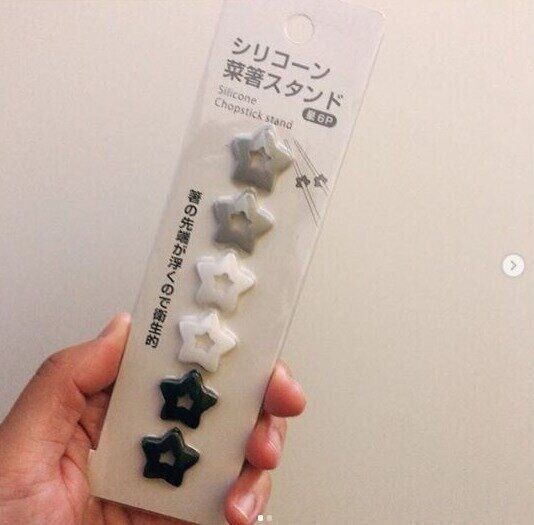 シリコーン
菜箸スタンド
Silicone
Chopstick stand
星6P
箸の先端が浮くので衛生的